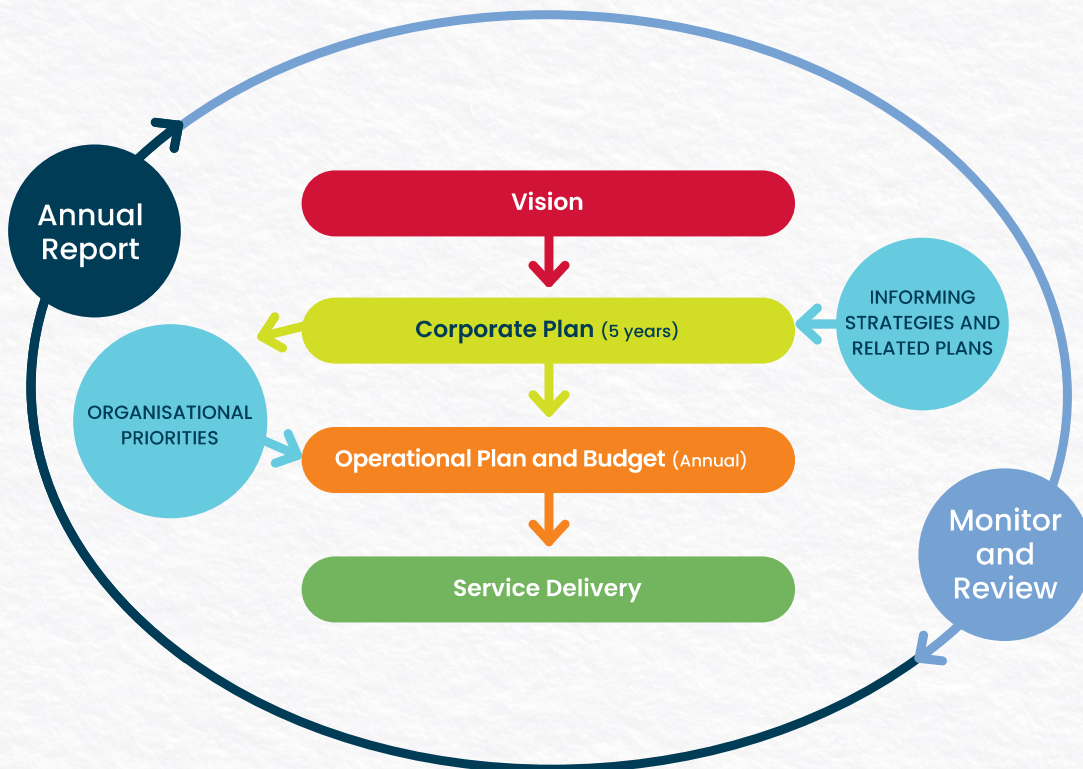 Annual
Report
Vision
INFORMING
STRATEGIES AND
RELATED PLANS
Corporate Plan (5 years)
ORGANISATIONAL
PRIORITIES
Operational Plan and Budget (Annual)
Monitor
and
Review
Service Delivery